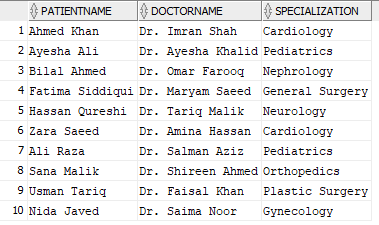 PATIENTNAME DOCTORNAME SPECIALIZATION
1 Ahmed Khan Dr. Imran Shah Cardiology
2 Ayesha Ali Dr. Ayesha Khalid Pediatrics
3 Bilal Ahmed Dr. Omar Farooq Nephrology
4 Fatima Siddiqui Dr. Maryam Saeed General Surgery
5 Hassan Qureshi Dr. Tariq Malik Neurology
6 Zara Saeed Dr. Amina Hassan Cardiology
7 Ali Raza Dr. Salman Aziz Pediatrics
8 Sana Malik Dr. Shireen Ahmed Orthopedics
9 Usman Tariq Dr. Faisal Khan Plastic Surgery
10 Nida Javed Dr. Saima Noor Gynecology